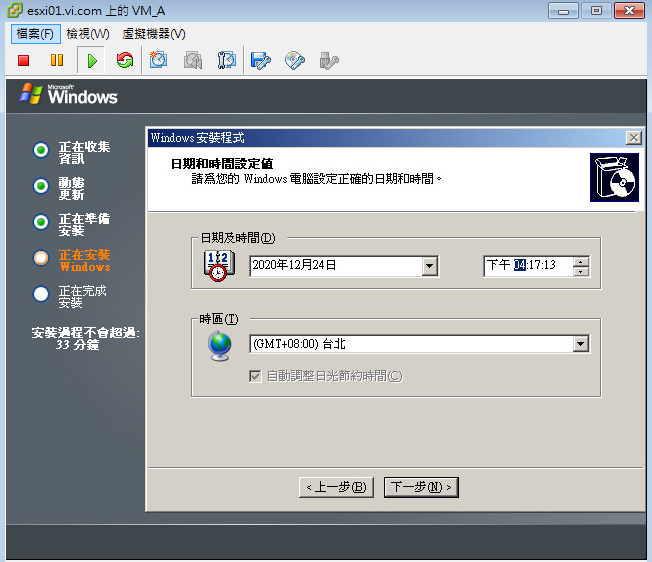 esxi01.vi.com 上的 VM_A
檔案(F) 檢視(W) 虛擬機器(V)
Microsoft
Windows
正在收集
資訊
動態
更新
正在準備
安裝
正在安裝
Windows
正在完成
安裝
安裝過程不會超過:
33 分鐘
Windows 安裝程式
日期和時間設定值
請為您的 Windows 電腦設定正確的日期和時間。
日期及時間(D)
2020年12月24日
下午 04:17:13
時區(T)
(GMT+08:00) 台北
自動調整日光節約時間(C)
< 上一步(B)
下一步(N) >